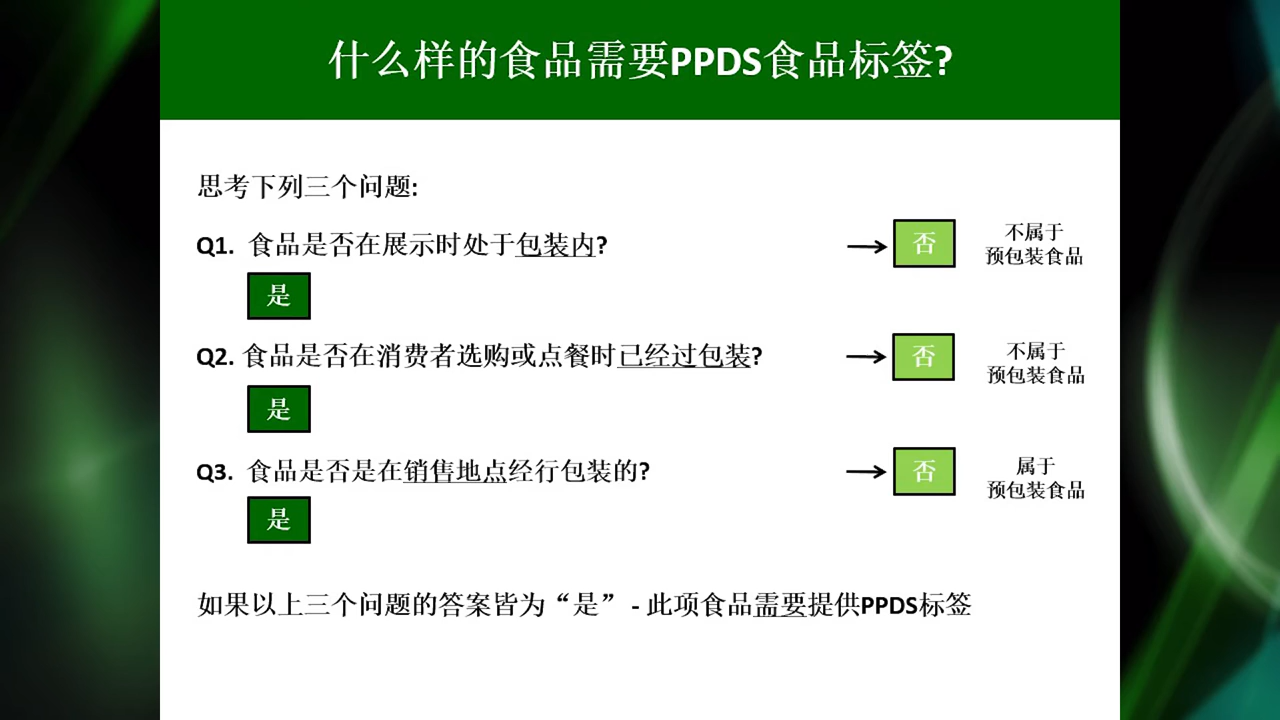 什么样的食品需要PPDS食品标签?
思考下列三个问题:
Q1. 食品是否在展示时处于包装内?
否
不属于
预包装食品
是
Q2. 食品是否在消费者选购或点餐时已经过包装?
否
不属于
预包装食品
是
Q3. 食品是否是在销售地点经行包装的?
否
属于
预包装食品
是
如果以上三个问题的答案皆为“是” - 此项食品需要提供PPDS标签